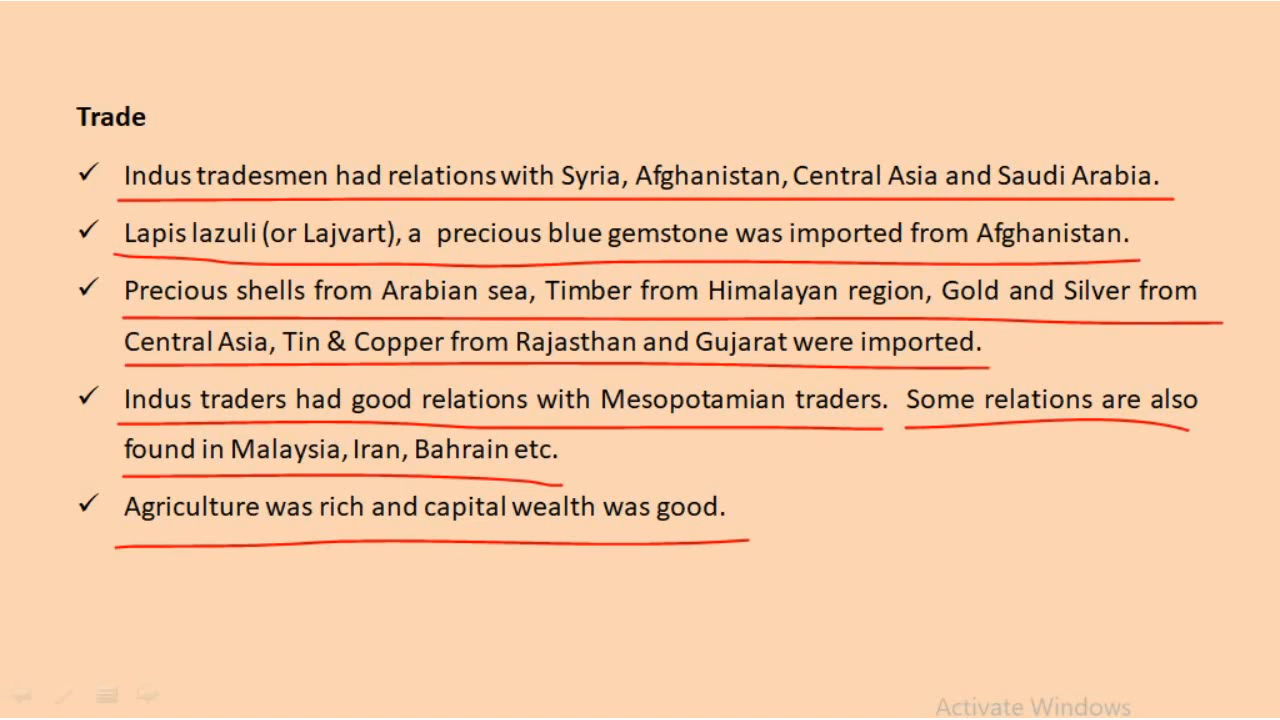 Trade
✓ Indus tradesmen had relations with Syria, Afghanistan, Central Asia and Saudi Arabia.
✓ Lapis lazuli (or Lajvart), a precious blue gemstone was imported from Afghanistan.
✓ Precious shells from Arabian sea, Timber from Himalayan region, Gold and Silver from
Central Asia, Tin & Copper from Rajasthan and Gujarat were imported.
✓ Indus traders had good relations with Mesopotamian traders. Some relations are also
found in Malaysia, Iran, Bahrain etc.
✓ Agriculture was rich and capital wealth was good.
Activate Windows